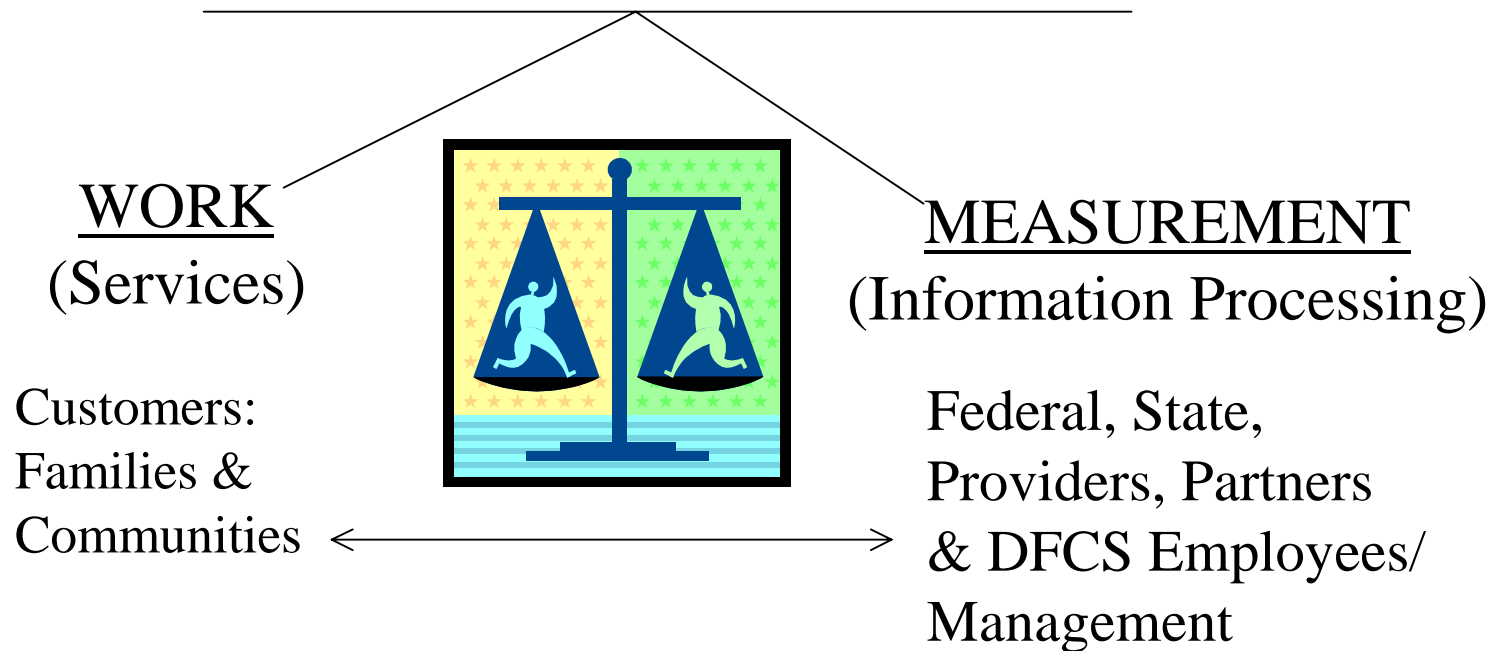 WORK
(Services)
Customers:
Families &
Communities
MEASUREMENT
(Information Processing)
Federal, State,
Providers, Partners
& DFCS Employees/
Management